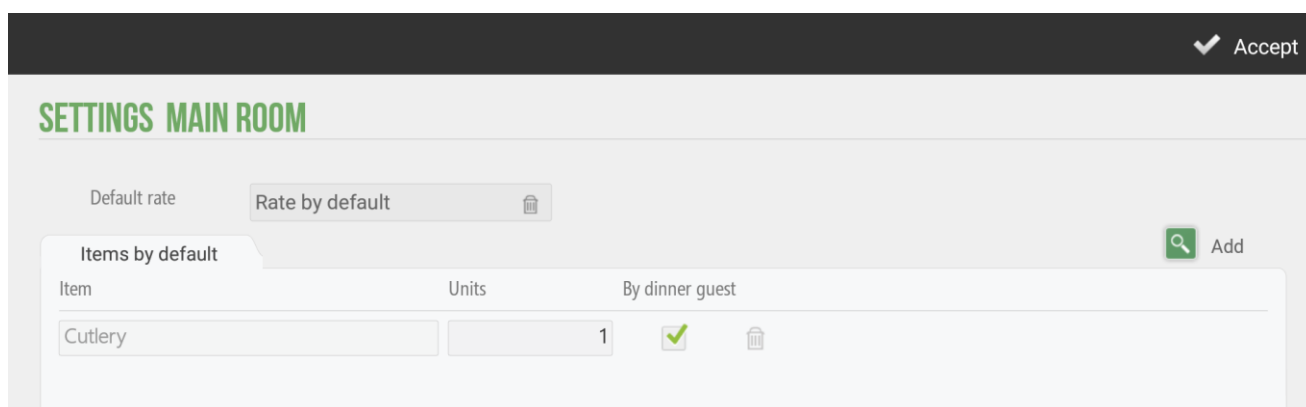 Accept
SETTINGS MAIN ROOM
Default rate Rate by default
Items by default Add
Item Units By dinner guest
Cutlery 1